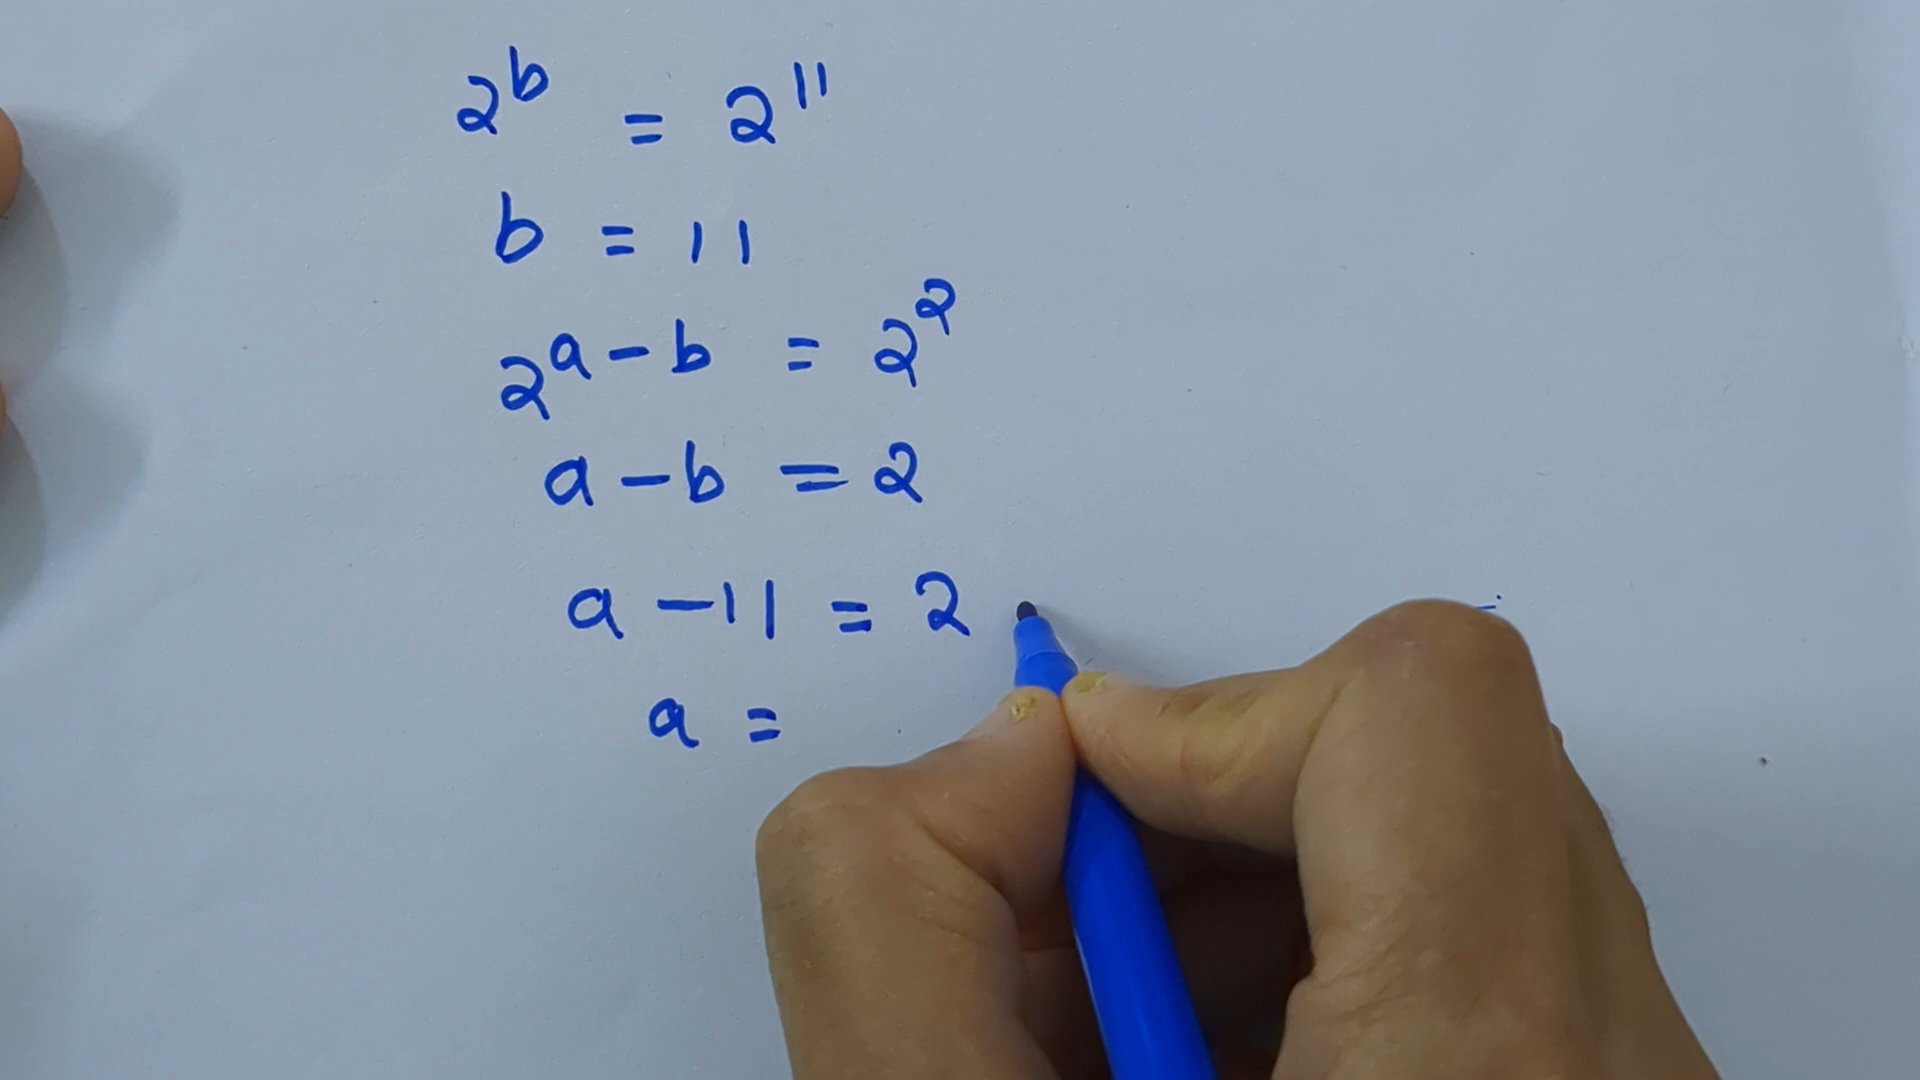 2^b = 2^11
b = 11
2^a-b = 2^2
a - b = 2
a - 11 = 2
a =